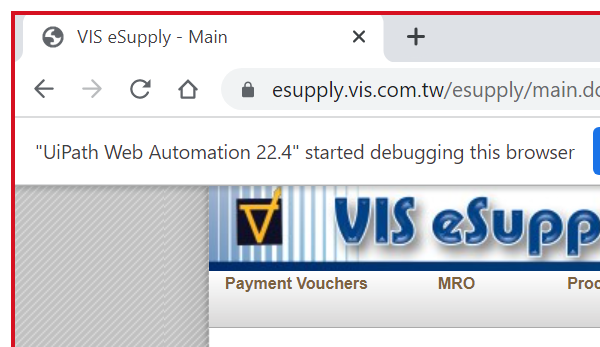 VIS eSupply - Main
esupply.vis.com.tw/esupply/main.do
"UiPath Web Automation 22.4" started debugging this browser
VIS eSupp
Payment Vouchers MRO Proc